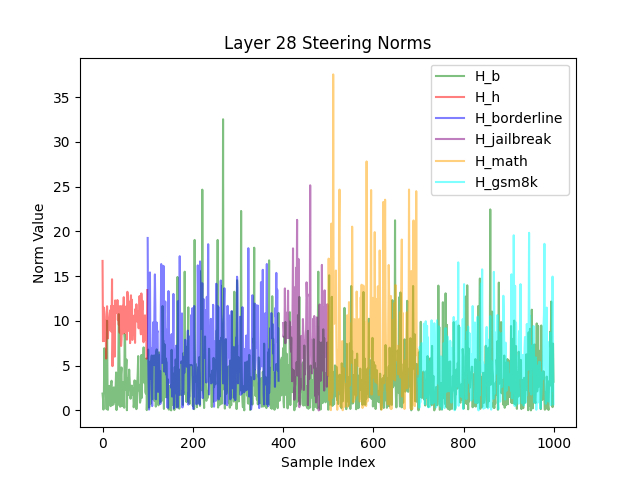 Layer 28 Steering Norms
H_b
H_h
H_borderline
H_jailbreak
H_math
H_gsm8k
Norm Value
35
30
25
20
15
10
5
0
0 200 400 600 800 1000
Sample Index